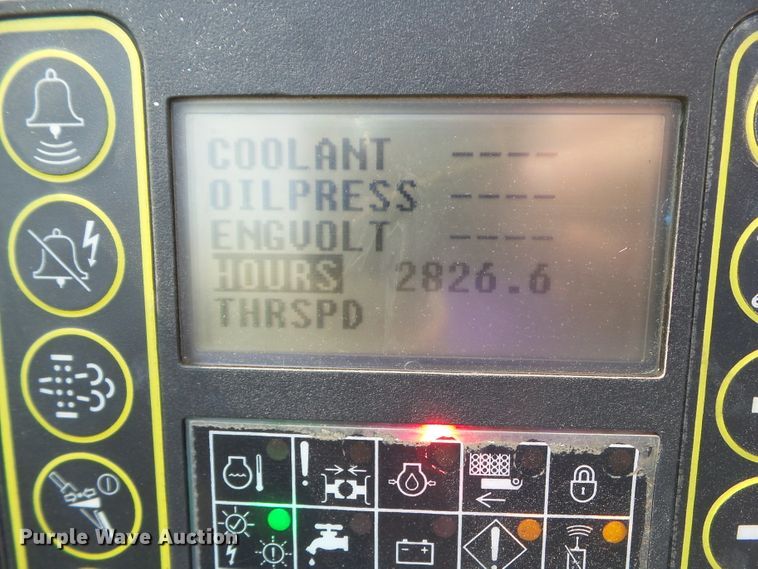 COOLANT ----
OILPRESS ----
ENGVOLT ----
HOURS 2826.6
THRSPD
Purple Wave Auction